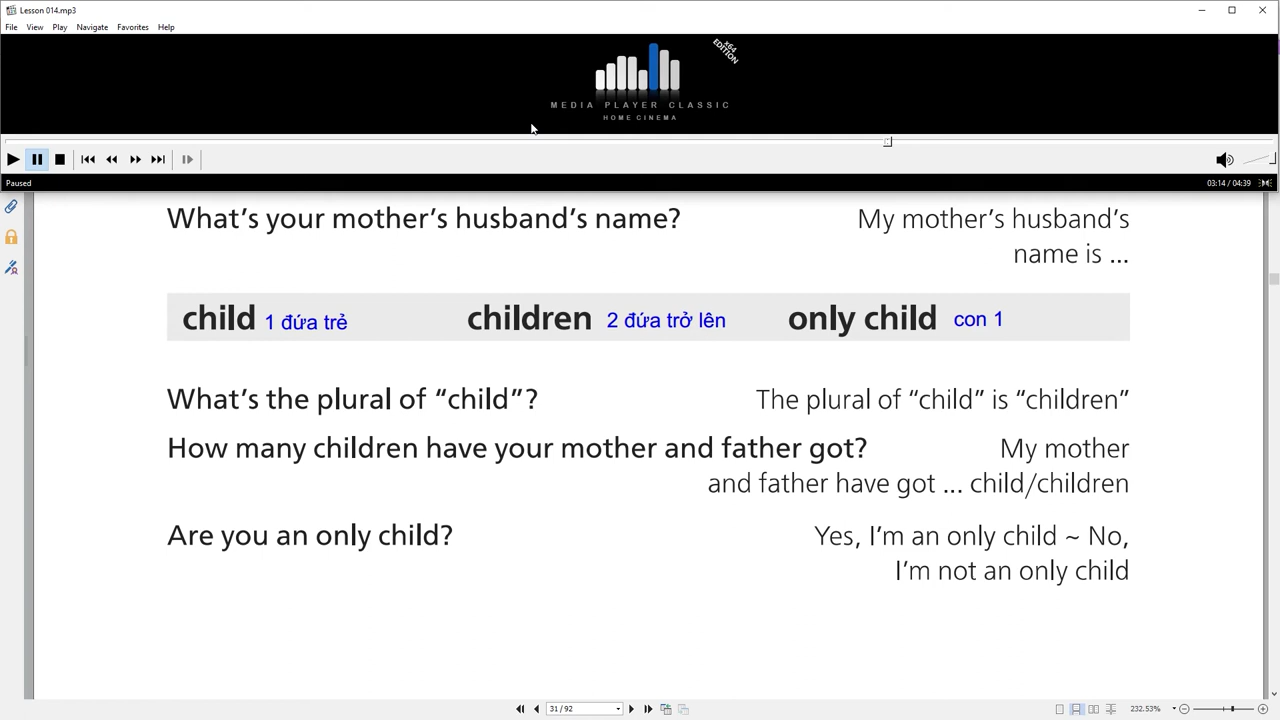 Lesson 014.mp3
File View Play Navigate Favorites Help
x64
EDITION
MEDIA PLAYER CLASSIC
HOME CINEMA
Paused 03:14 / 04:39
What's your mother's husband's name? My mother's husband's
name is ...
child 1 đứa trẻ children 2 đứa trở lên only child con 1
What's the plural of “child”? The plural of “child” is “children”
How many children have your mother and father got? My mother
and father have got ... child/children
Are you an only child? Yes, I'm an only child ~ No,
I'm not an only child
31 / 92 232.53%